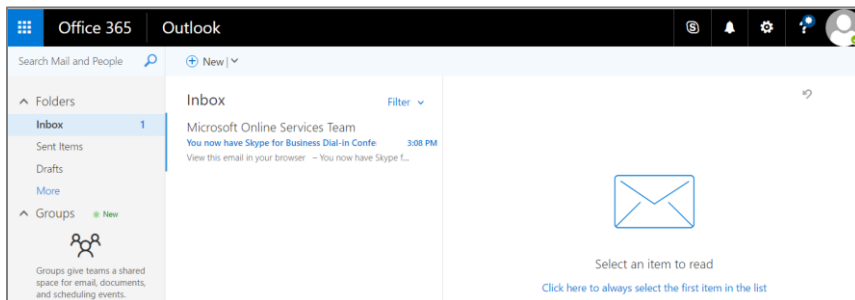 Office 365 Outlook
Search Mail and People
New
Folders
Inbox 1
Sent Items
Drafts
More
Groups New
Groups give teams a shared
space for email, documents,
and scheduling events.
Inbox Filter
Microsoft Online Services Team
You now have Skype for Business Dial-in Confe 3:08 PM
View this email in your browser – You now have Skype f...
Select an item to read
Click here to always select the first item in the list